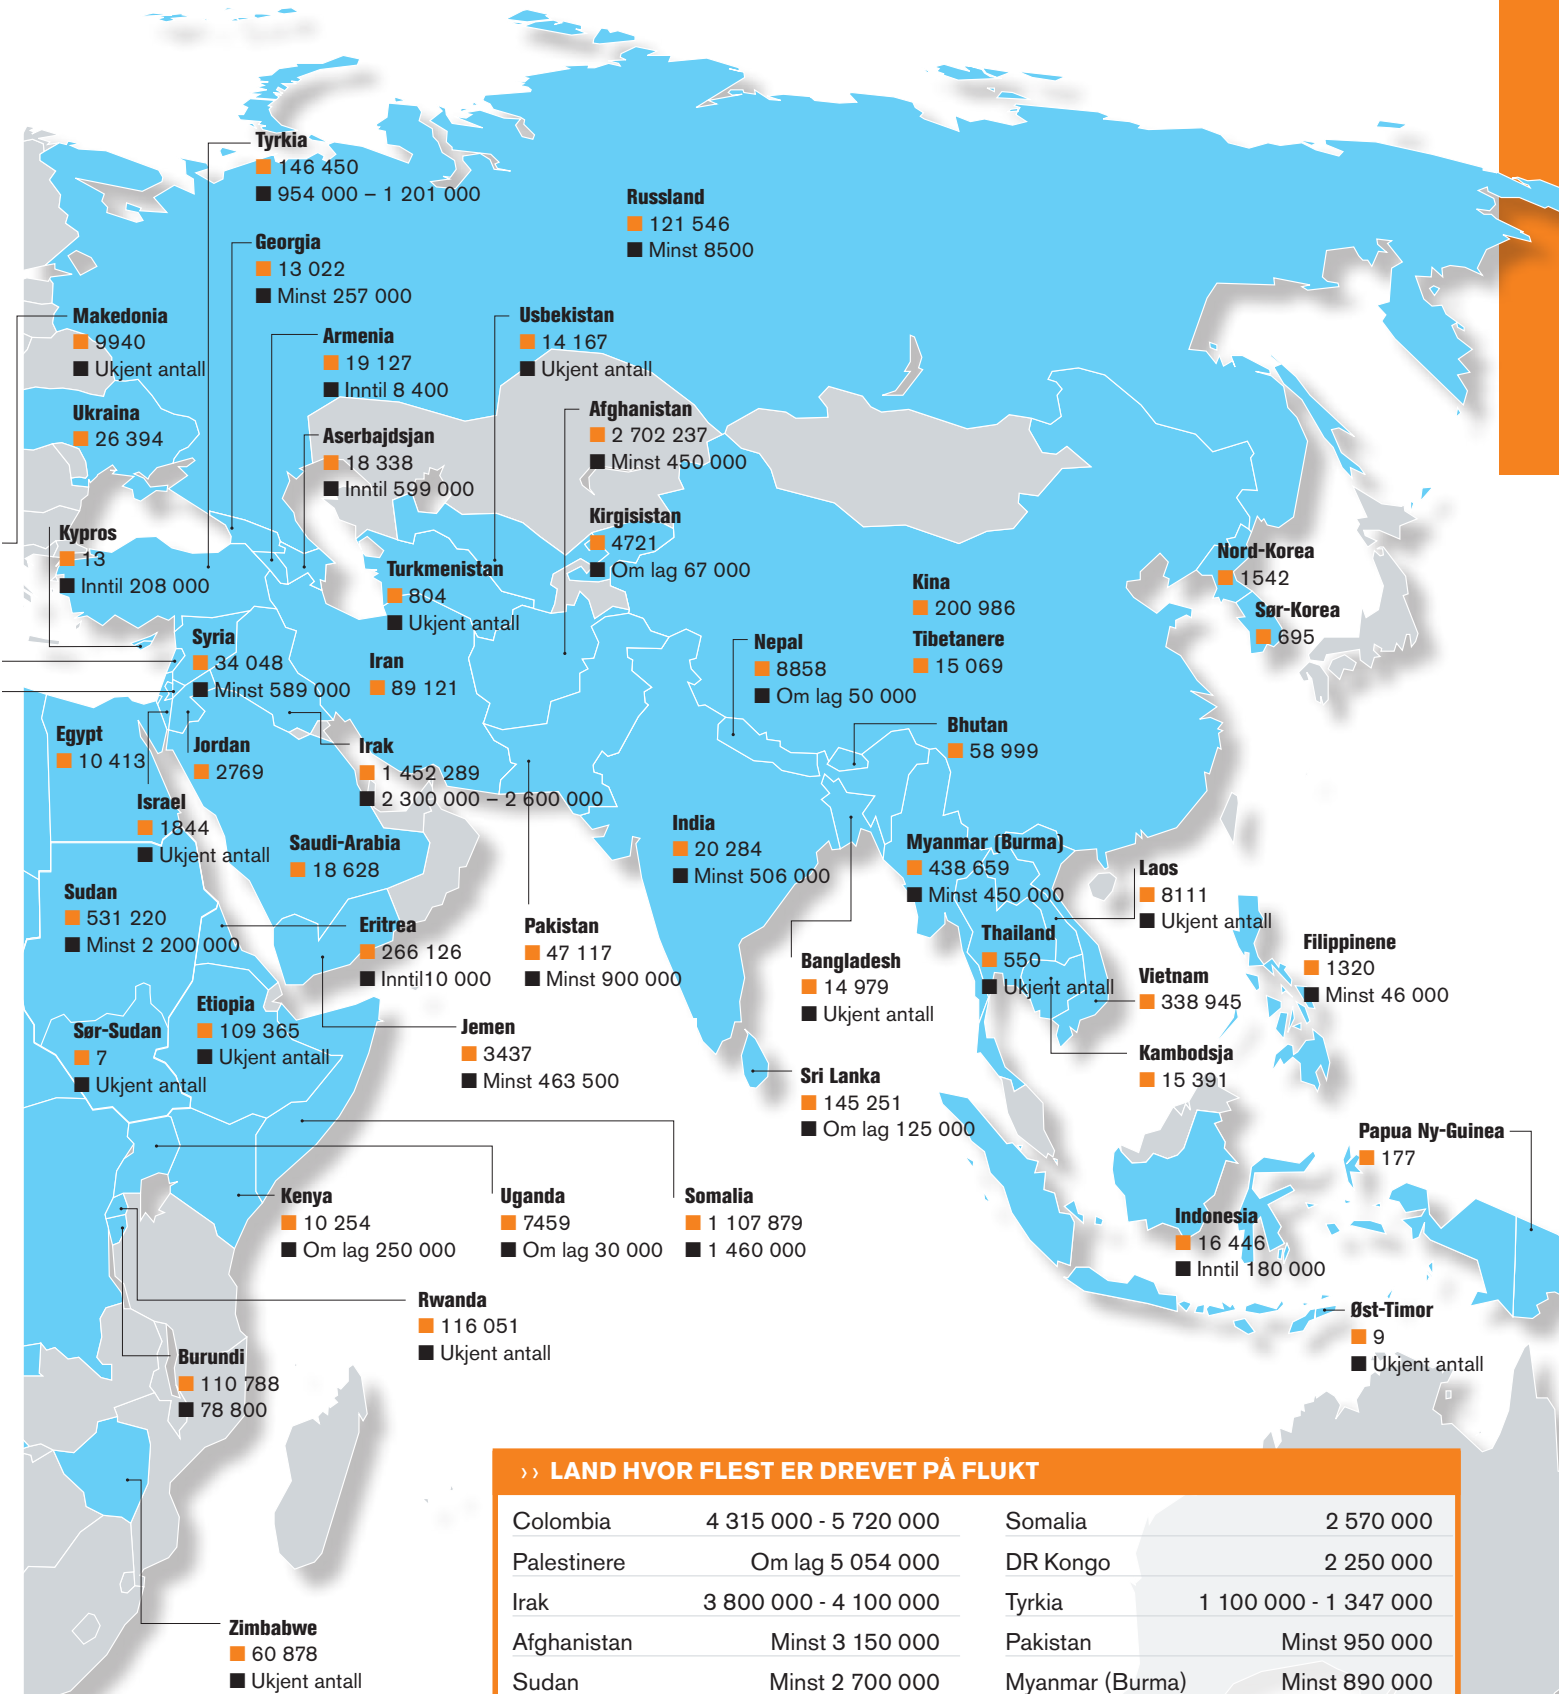 Tyrkia
146 450
954 000 – 1 201 000
Russland
121 546
Minst 8500
Georgia
13 022
Minst 257 000
Makedonia
9940
Ukjent antall
Armenia
19 127
Inntil 8 400
Usbekistan
14 167
Ukjent antall
Ukraina
26 394
Aserbajdsjan
18 338
Inntil 599 000
Afghanistan
2 702 237
Minst 450 000
Kypros
13
Inntil 208 000
Turkmenistan
804
Ukjent antall
Kirgisistan
4721
Om lag 67 000
Kina
200 986
Tibetanere
15 069
Nord-Korea
1542
Sør-Korea
695
Syria
34 048
Minst 589 000
Iran
89 121
Nepal
8858
Om lag 50 000
Bhutan
58 999
Egypt
10 413
Jordan
2769
Irak
1 452 289
2 300 000 – 2 600 000
Israel
1844
Ukjent antall
Saudi-Arabia
18 628
India
20 284
Minst 506 000
Myanmar (Burma)
438 659
Minst 450 000
Laos
8111
Ukjent antall
Sudan
531 220
Minst 2 200 000
Eritrea
266 126
Inntil10 000
Pakistan
47 117
Minst 900 000
Bangladesh
14 979
Ukjent antall
Thailand
550
Ukjent antall
Vietnam
338 945
Filippinene
1320
Minst 46 000
Etiopia
109 365
Ukjent antall
Sør-Sudan
7
Ukjent antall
Jemen
3437
Minst 463 500
Kambodsja
15 391
Sri Lanka
145 251
Om lag 125 000
Papua Ny-Guinea
177
Kenya
10 254
Om lag 250 000
Uganda
7459
Om lag 30 000
Somalia
1 107 879
1 460 000
Indonesia
16 446
Inntil 180 000
Rwanda
116 051
Ukjent antall
Øst-Timor
9
Ukjent antall
Burundi
110 788
78 800
Zimbabwe
60 878
Ukjent antall
›› LAND HVOR FLEST ER DREVET PÅ FLUKT
Colombia 4 315 000 - 5 720 000
Palestinere Om lag 5 054 000
Irak 3 800 000 - 4 100 000
Afghanistan Minst 3 150 000
Sudan Minst 2 700 000
Somalia 2 570 000
DR Kongo 2 250 000
Tyrkia 1 100 000 - 1 347 000
Pakistan Minst 950 000
Myanmar (Burma) Minst 890 000